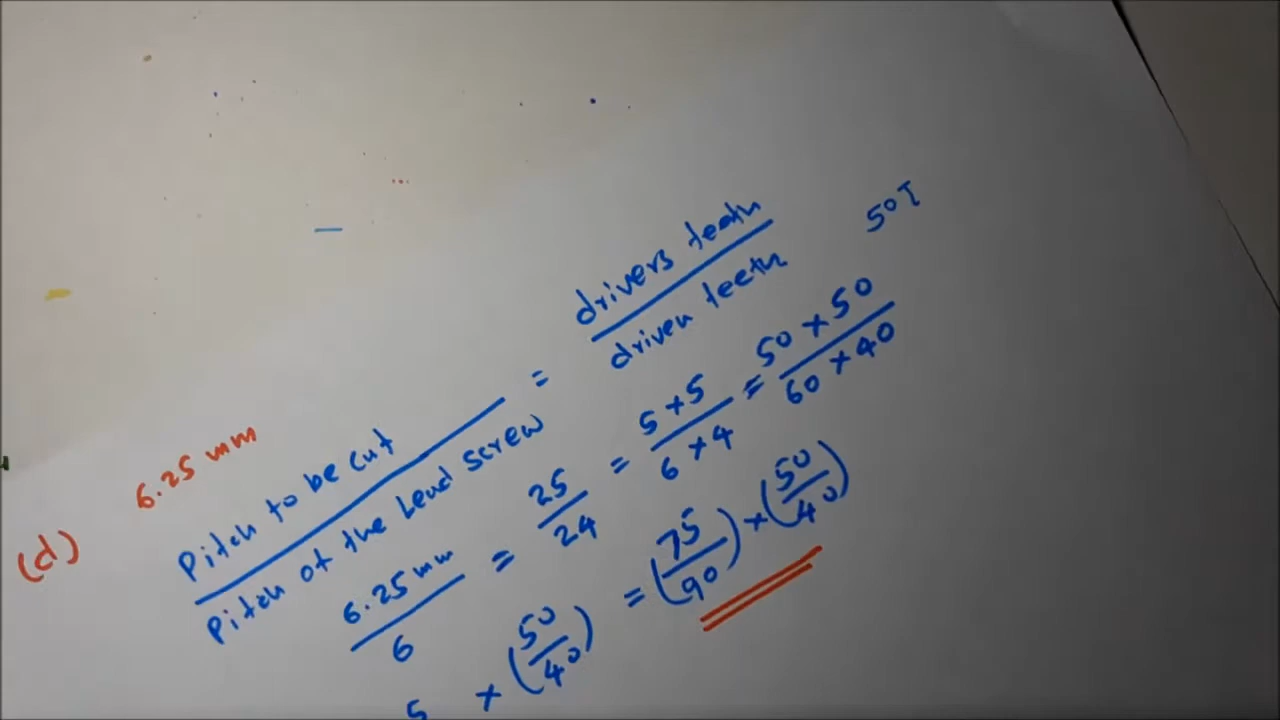 (d) 6.25 mm
Pitch to be cut / Pitch of the Lead screw = drivers teeth / driven teeth
50T
6.25 mm / 6 = 25 / 24 = 5 × 5 / 6 × 4 = 50 × 50 / 60 × 40
5 × (50 / 40) = (75 / 90) × (50 / 40)